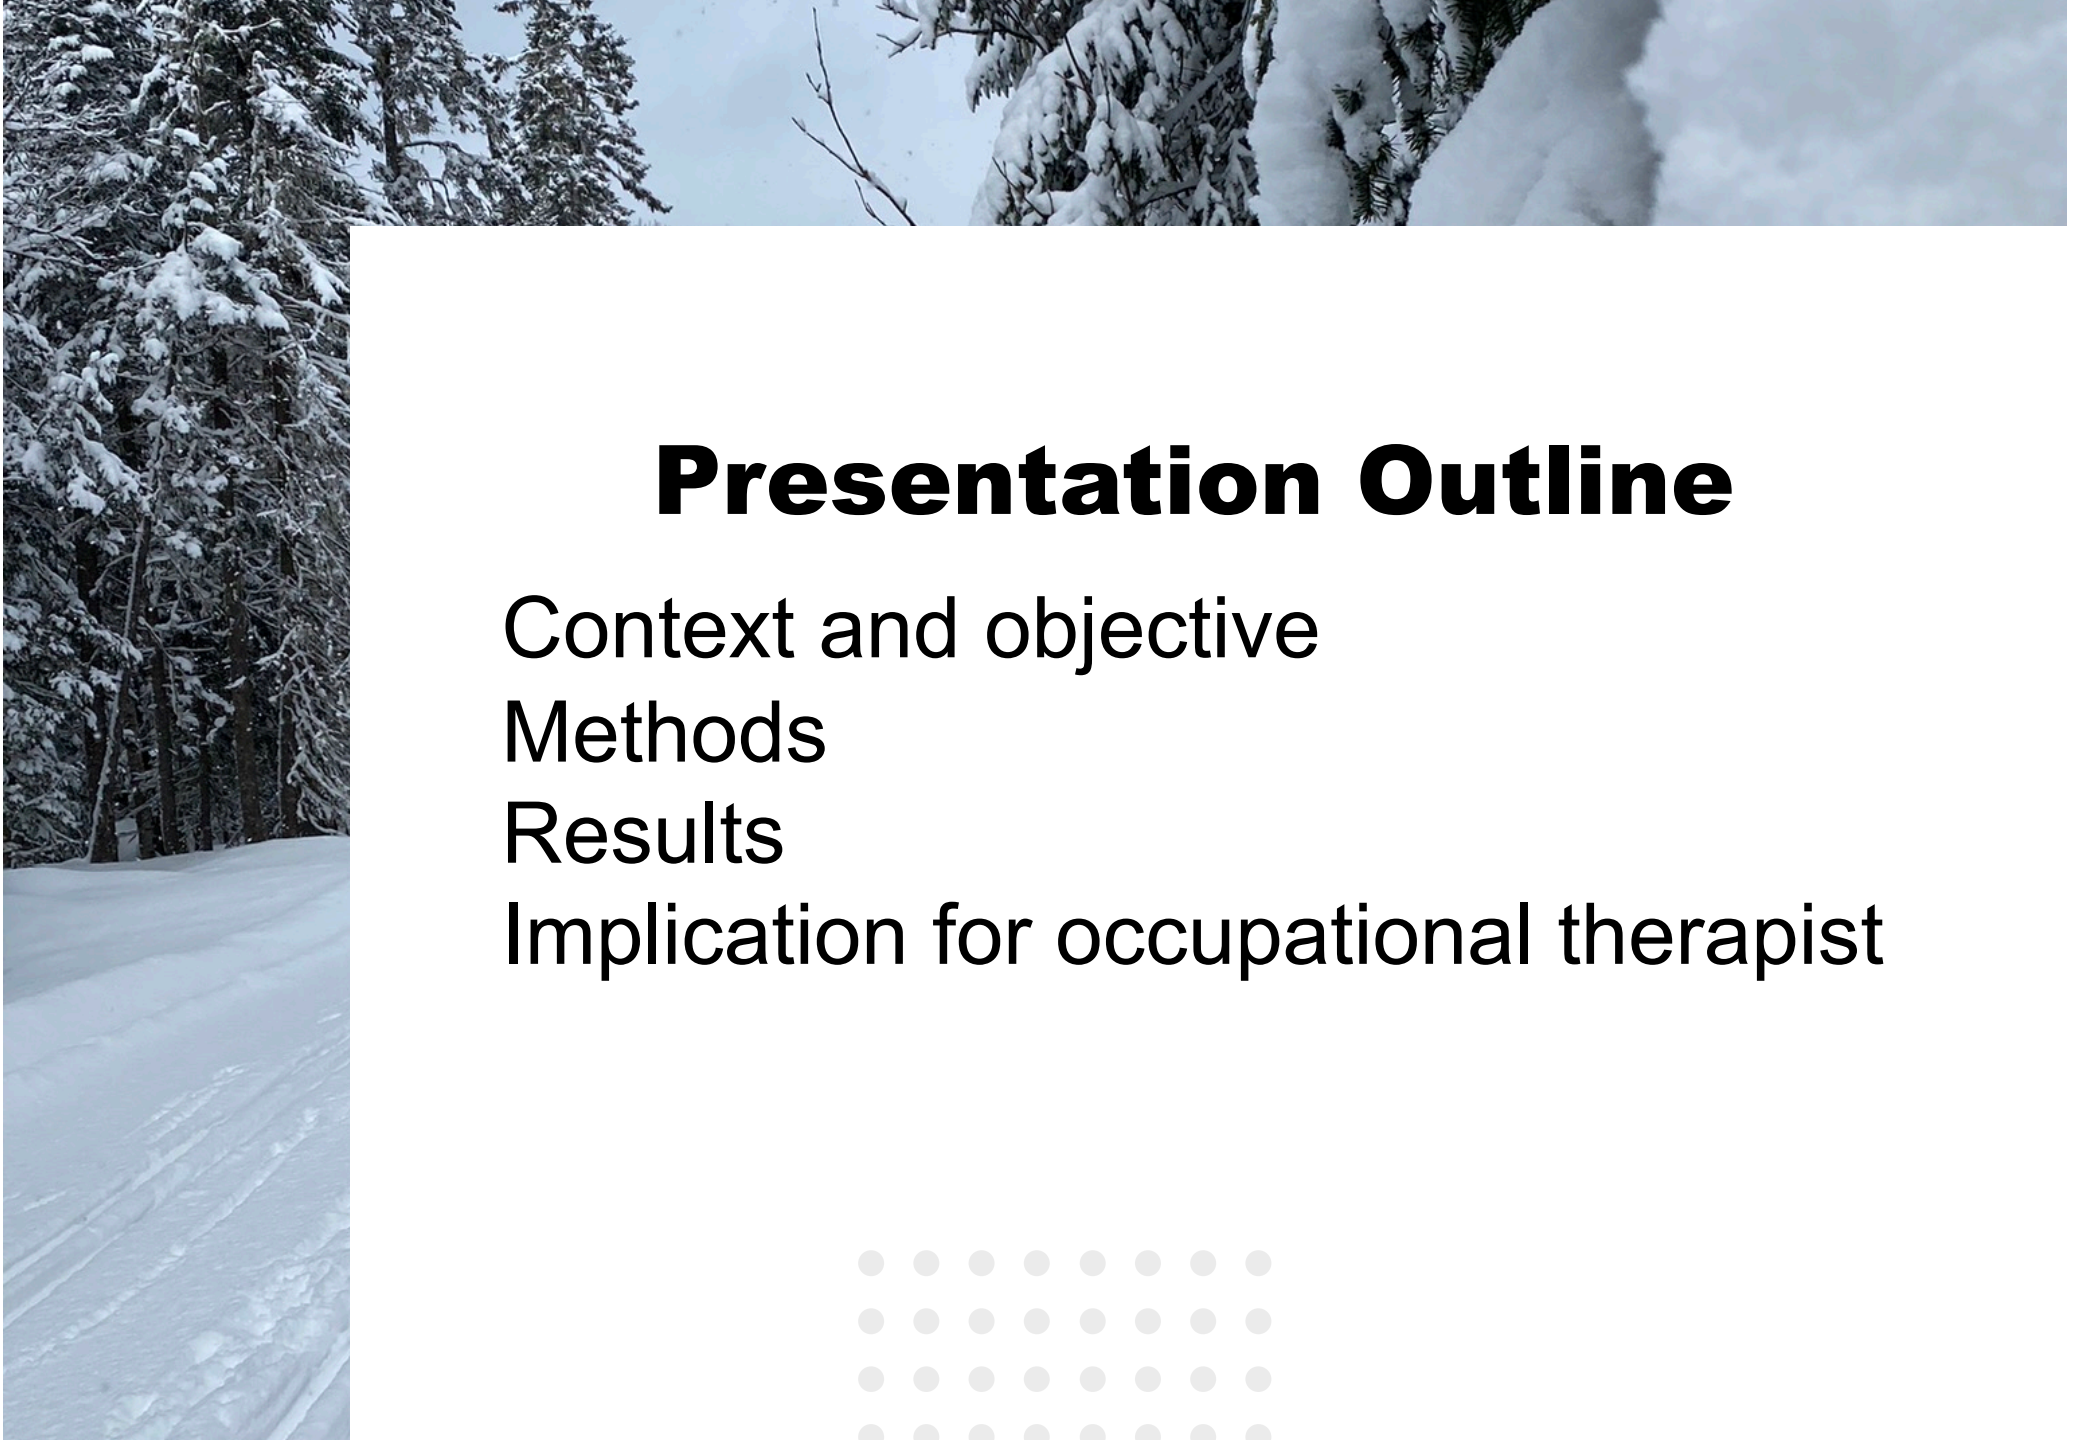 Presentation Outline
Context and objective
Methods
Results
Implication for occupational therapist